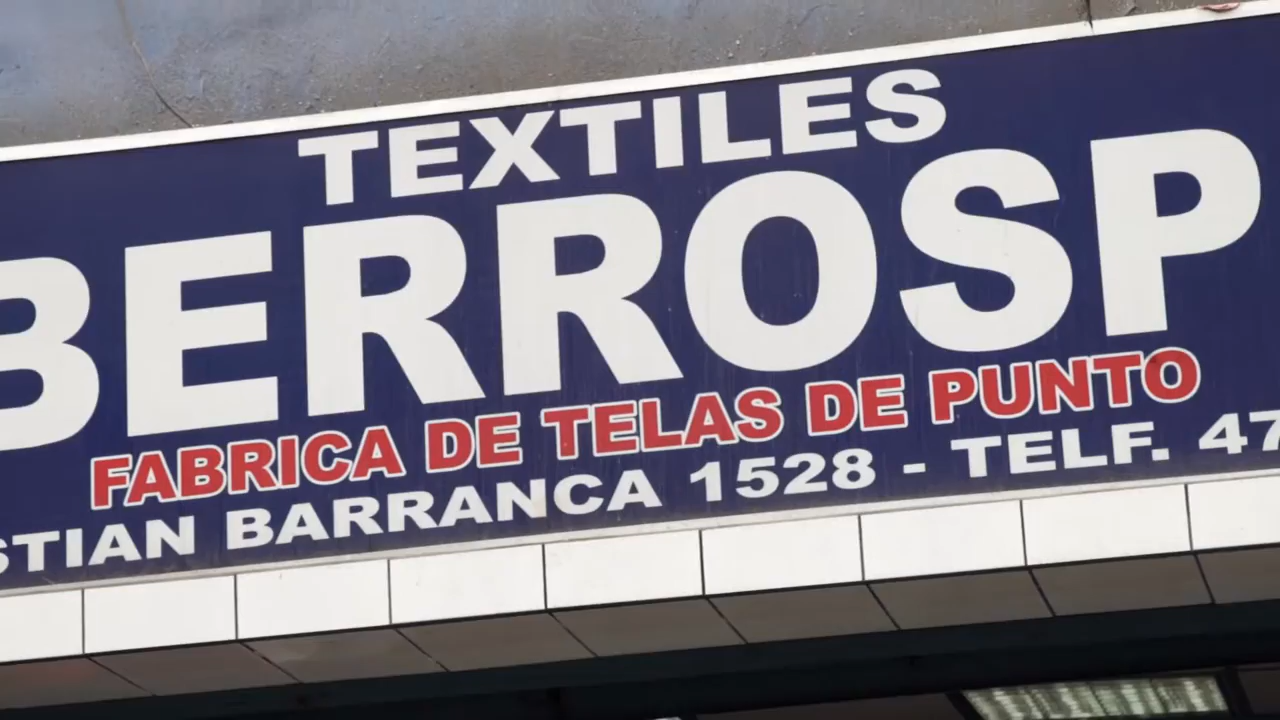 TEXTILES
BERROSP
FABRICA DE TELAS DE PUNTO
STIAN BARRANCA 1528 - TELF. 47